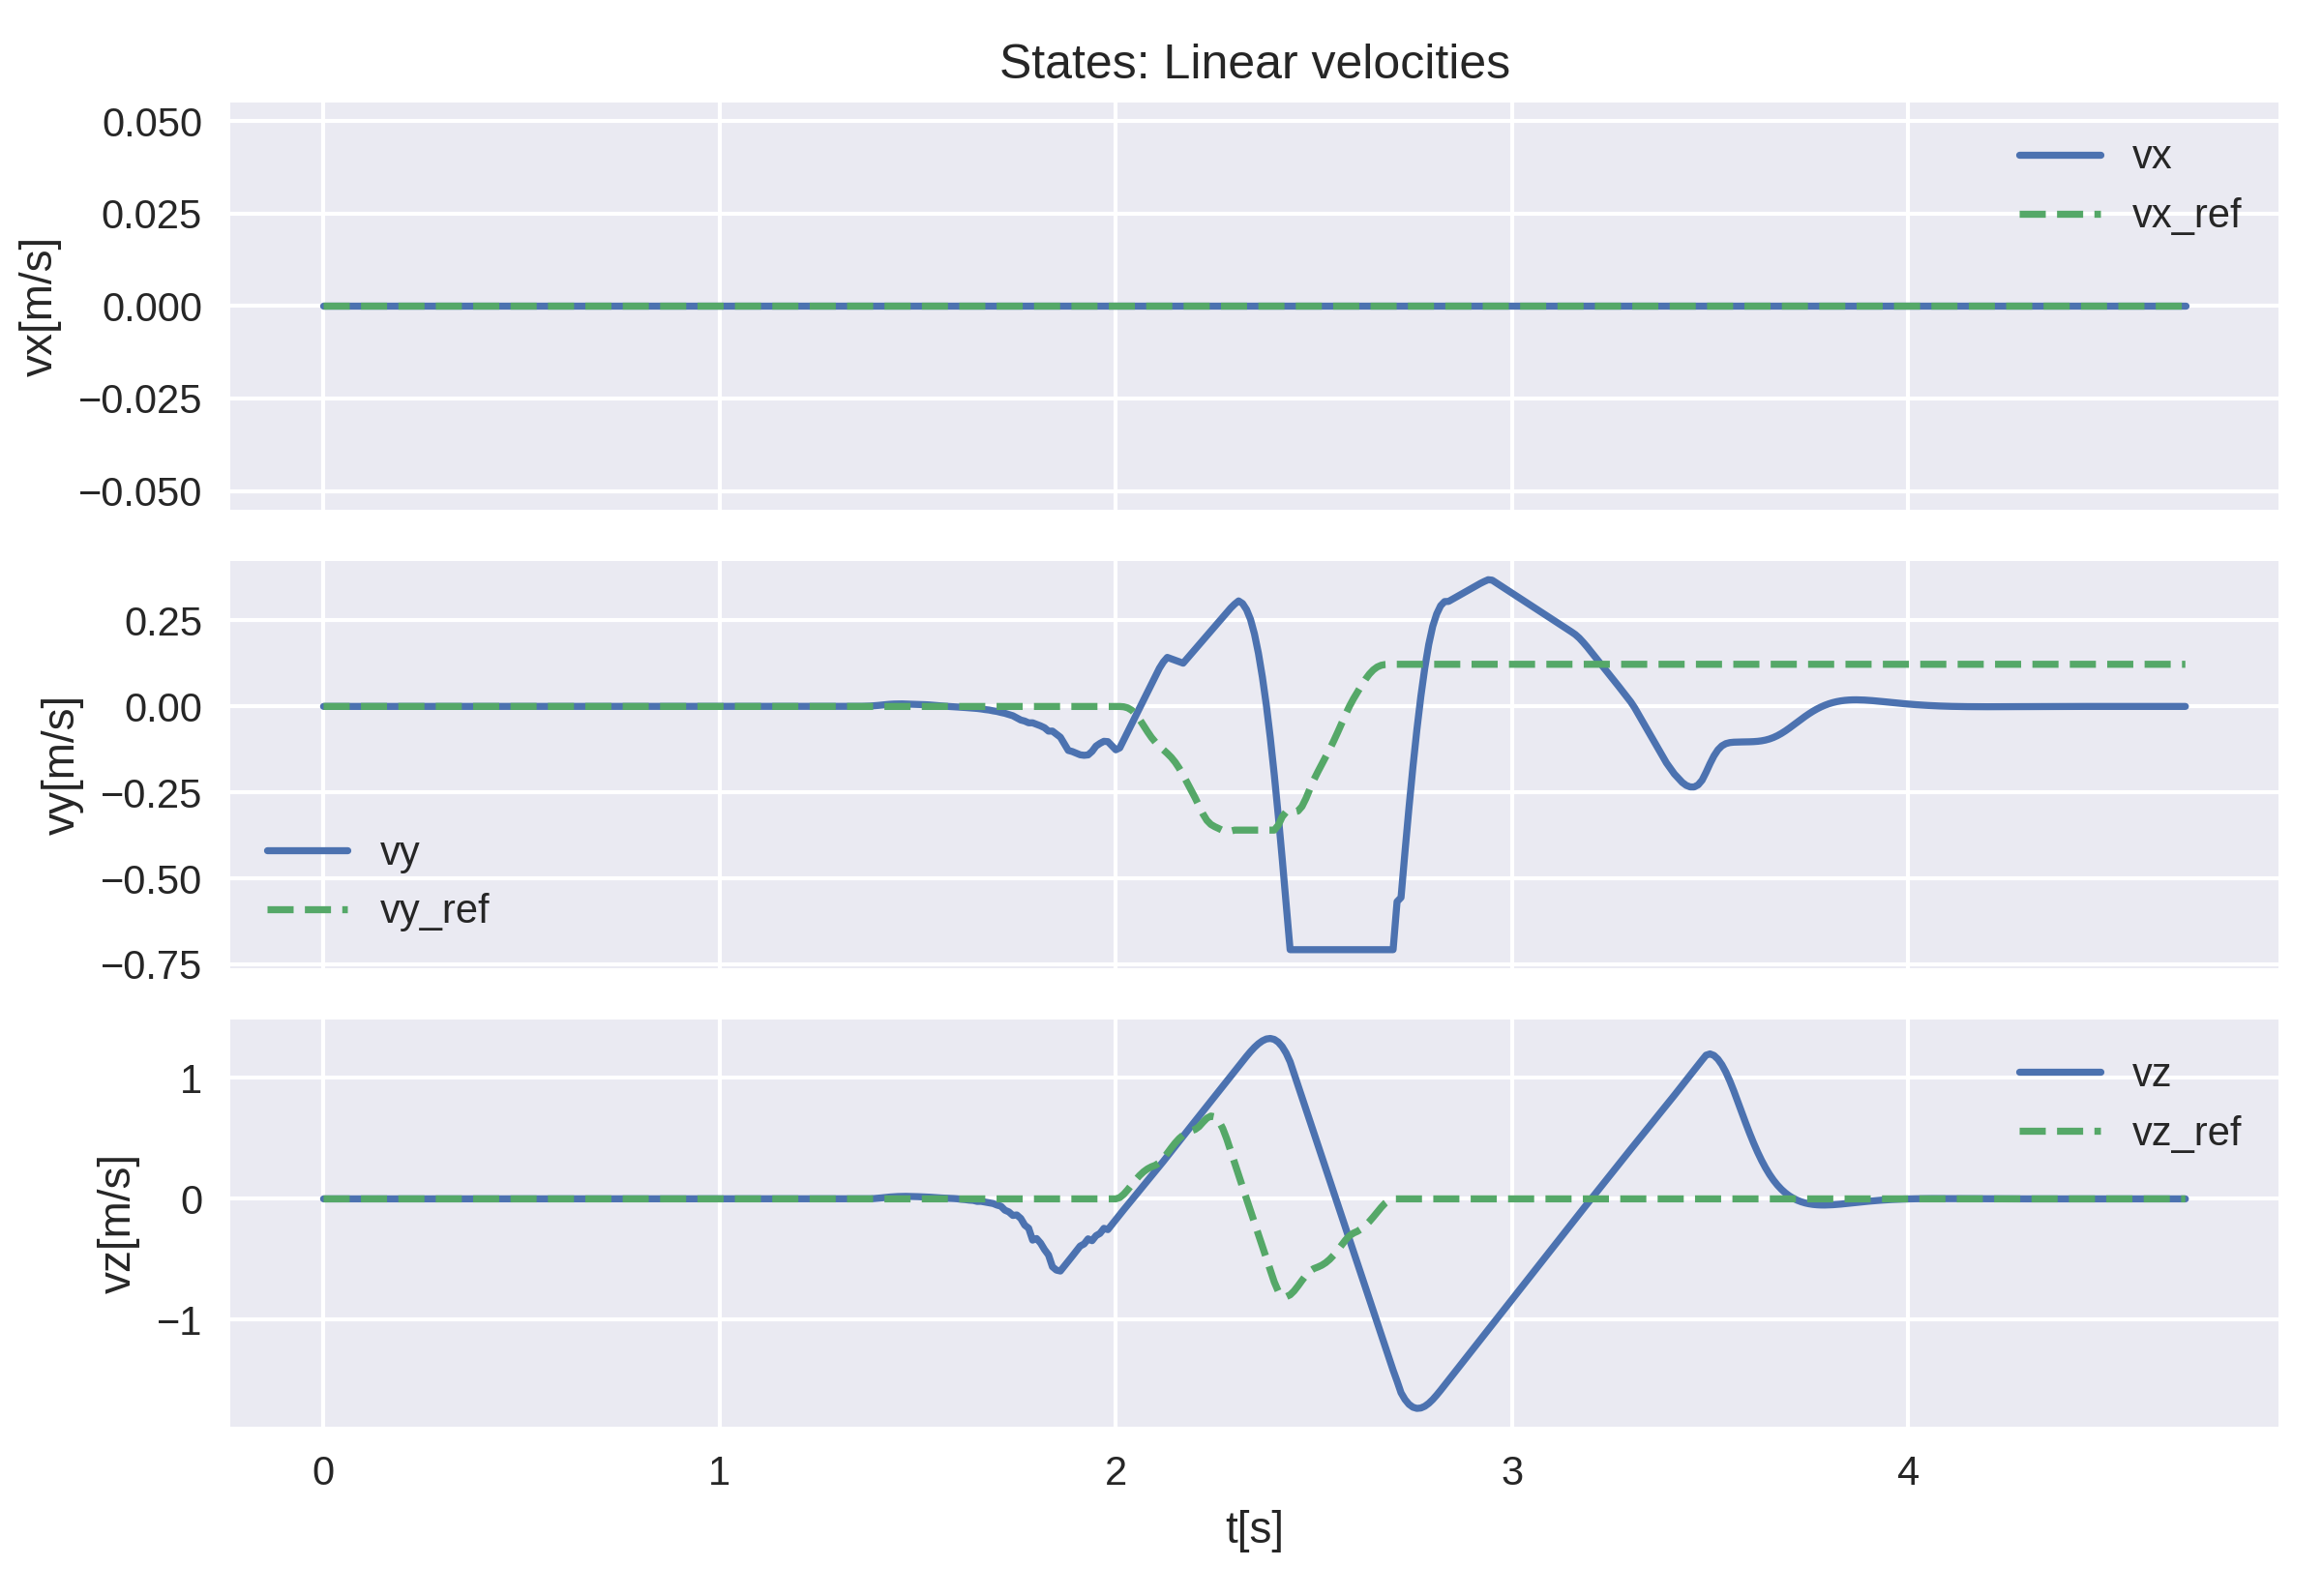 States: Linear velocities
0.050
0.025
0.000
−0.025
−0.050
vx[m/s]
vx
vx_ref
0.25
0.00
−0.25
−0.50
−0.75
vy[m/s]
vy
vy_ref
1
0
−1
vz[m/s]
vz
vz_ref
0 1 2 3 4
t[s]